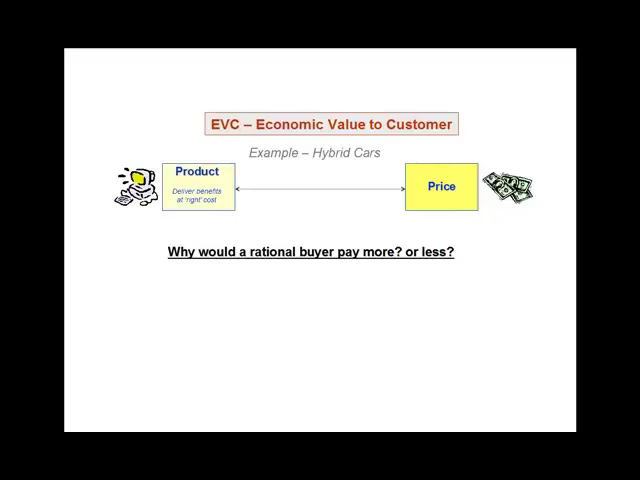 EVC – Economic Value to Customer
Example – Hybrid Cars
Product
Deliver benefits
at 'right' cost
Price
Why would a rational buyer pay more? or less?